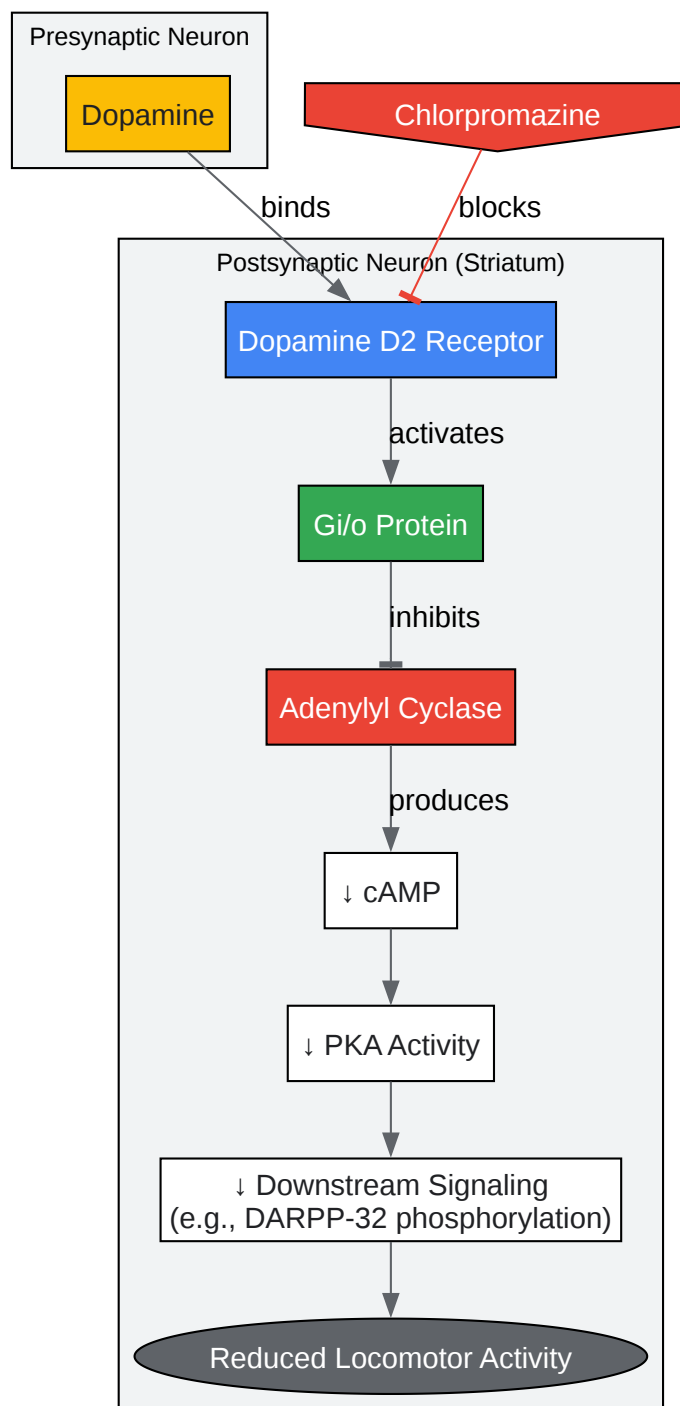 Presynaptic Neuron
Dopamine
Chlorpromazine
binds
blocks
Postsynaptic Neuron (Striatum)
Dopamine D2 Receptor
activates
Gi/o Protein
inhibits
Adenylyl Cyclase
produces
↓ cAMP
↓ PKA Activity
↓ Downstream Signaling
(e.g., DARPP-32 phosphorylation)
Reduced Locomotor Activity